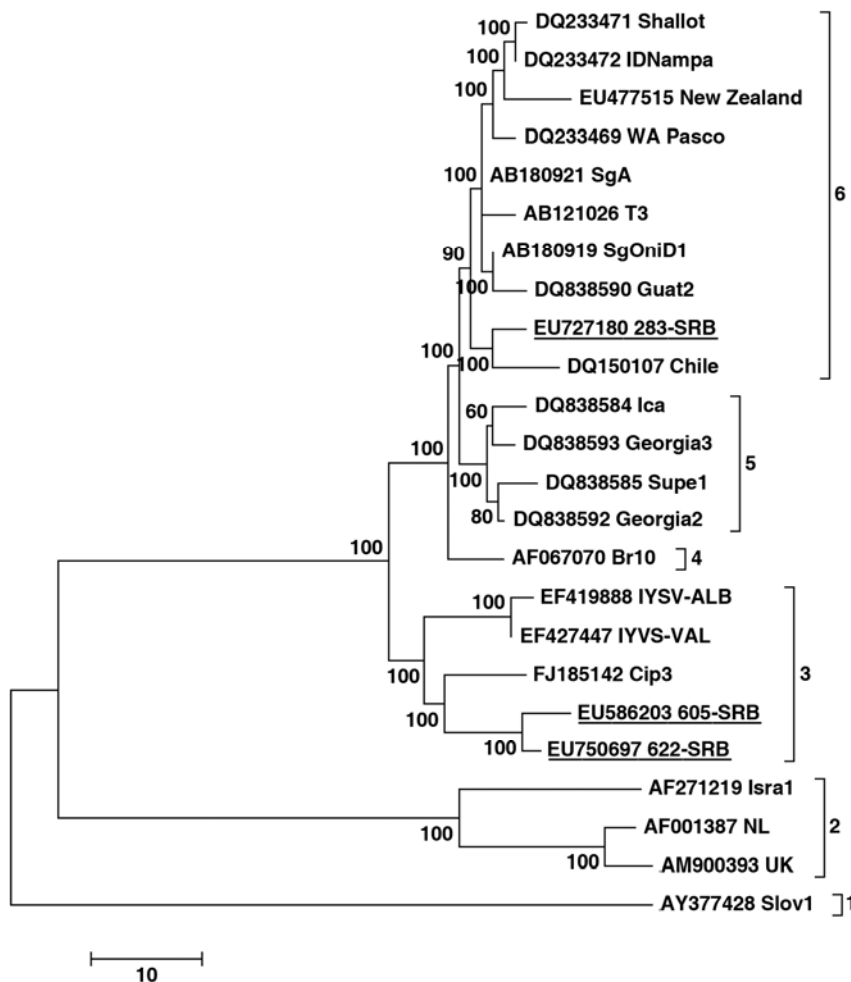 100 DQ233471 Shallot
100 DQ233472 IDNampa
100 EU477515 New Zealand
DQ233469 WA Pasco
100 AB180921 SgA
6
AB121026 T3
90 AB180919 SgOniD1
100 DQ838590 Guat2
EU727180 283-SRB
100 100 DQ150107 Chile
60 DQ838584 Ica
100 DQ838593 Georgia3
5
100 DQ838585 Supe1
80 DQ838592 Georgia2
100 AF067070 Br10 4
100 EF419888 IYSV-ALB
EF427447 IYVS-VAL
100 FJ185142 Cip3 3
100 EU586203 605-SRB
100 EU750697 622-SRB
AF271219 Isra1
100 AF001387 NL 2
100 AM900393 UK
AY377428 Slov1 1
10